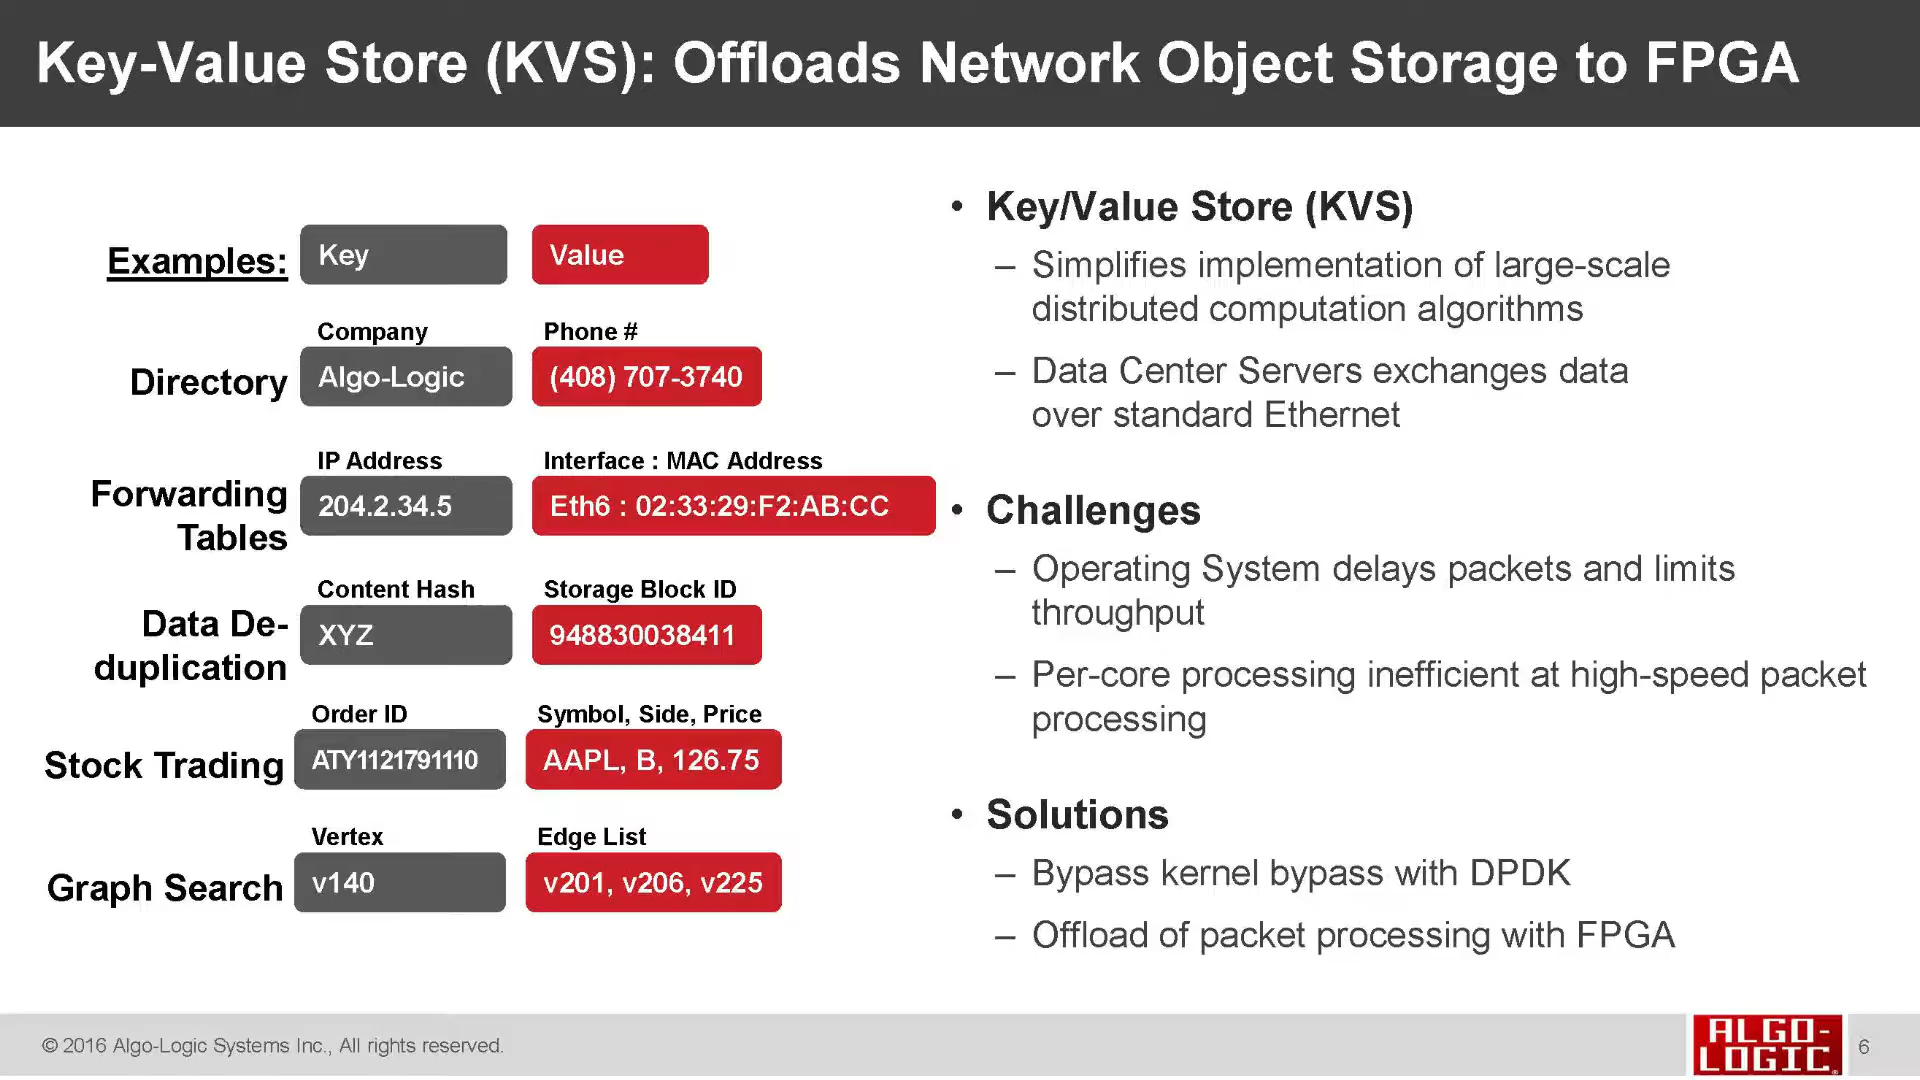 Key-Value Store (KVS): Offloads Network Object Storage to FPGA
Examples:
Key
Value
Company
Phone #
Directory
Algo-Logic
(408) 707-3740
IP Address
Interface : MAC Address
Forwarding
Tables
204.2.34.5
Eth6 : 02:33:29:F2:AB:CC
Content Hash
Storage Block ID
Data De-
duplication
XYZ
948830038411
Order ID
Symbol, Side, Price
Stock Trading
ATY1121791110
AAPL, B, 126.75
Vertex
Edge List
Graph Search
v140
v201, v206, v225
• Key/Value Store (KVS)
– Simplifies implementation of large-scale
distributed computation algorithms
– Data Center Servers exchanges data
over standard Ethernet
• Challenges
– Operating System delays packets and limits
throughput
– Per-core processing inefficient at high-speed packet
processing
• Solutions
– Bypass kernel bypass with DPDK
– Offload of packet processing with FPGA
© 2016 Algo-Logic Systems Inc., All rights reserved.
ALGO-
LOGIC®
6